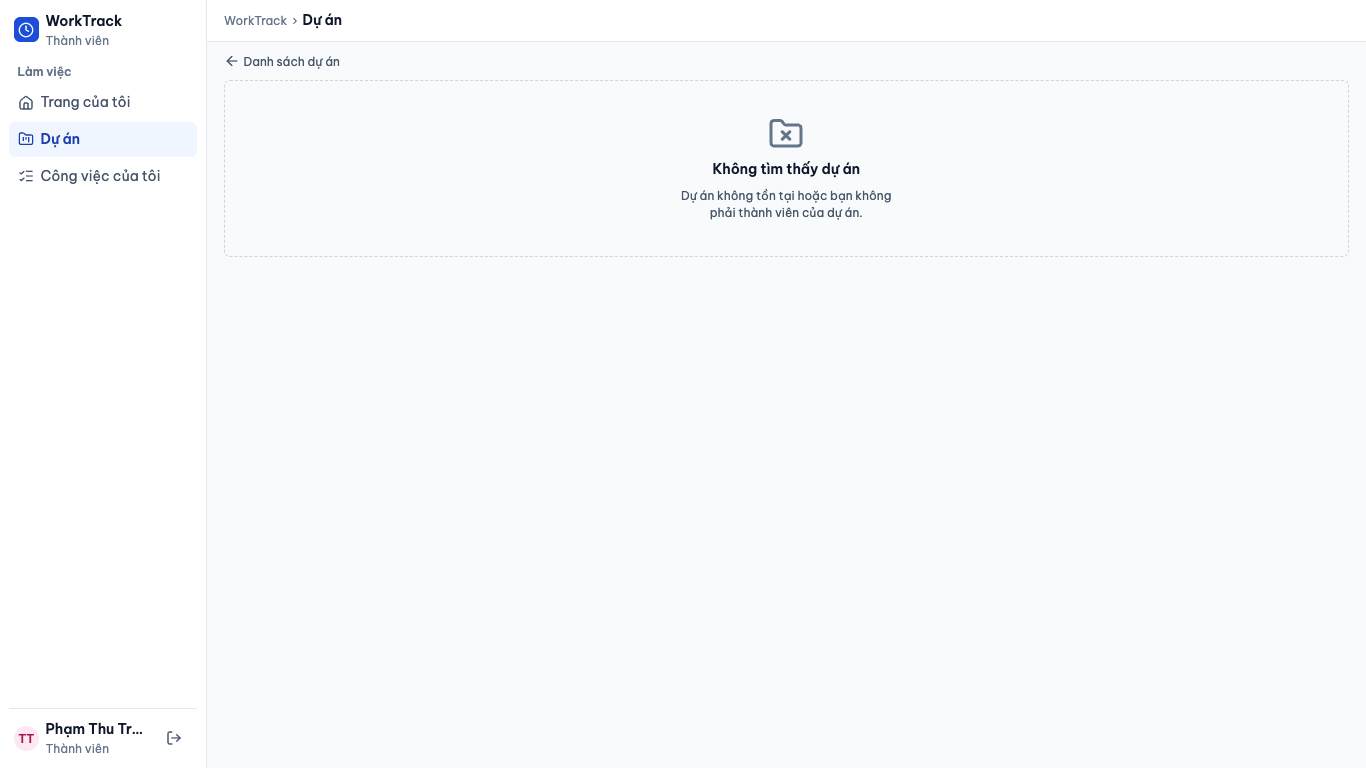 WorkTrack
Thành viên
Làm việc
Trang của tôi
Dự án
Công việc của tôi
WorkTrack › Dự án
Danh sách dự án
Không tìm thấy dự án
Dự án không tồn tại hoặc bạn không
phải thành viên của dự án.
TT
Phạm Thu Tr...
Thành viên